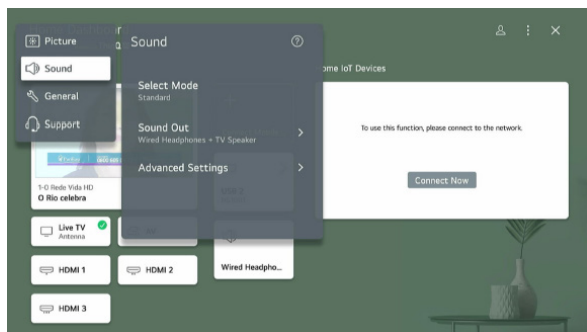 Picture
Sound
General
Support
Sound
Select Mode
Standard
Sound Out
Wired Headphones + TV Speaker
Advanced Settings
ome IoT Devices
To use this function, please connect to the network.
Connect Now
1-0 Rede Vida HD
O Rio celebra
Live TV
Antenna
HDMI 1
HDMI 2
Wired Headpho...
HDMI 3